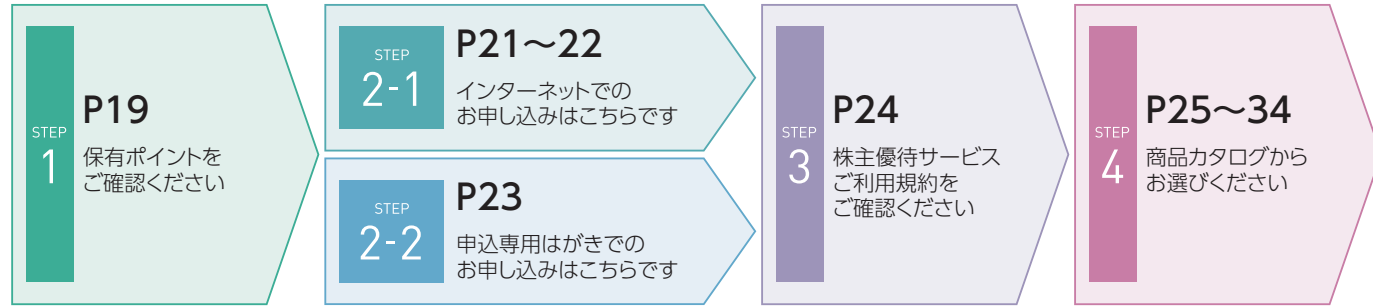 STEP
1
P19
保有ポイントを
ご確認ください
STEP
2-1
P21～22
インターネットでの
お申し込みはこちらです
STEP
2-2
P23
申込専用はがきでの
お申し込みはこちらです
STEP
3
P24
株主優待サービス
ご利用規約を
ご確認ください
STEP
4
P25～34
商品カタログから
お選びください